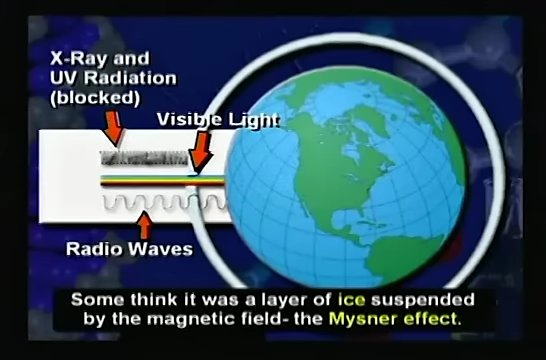 X-Ray and
UV Radiation
(blocked)
Visible Light
Radio Waves
Some think it was a layer of ice suspended
by the magnetic field- the Mysner effect.